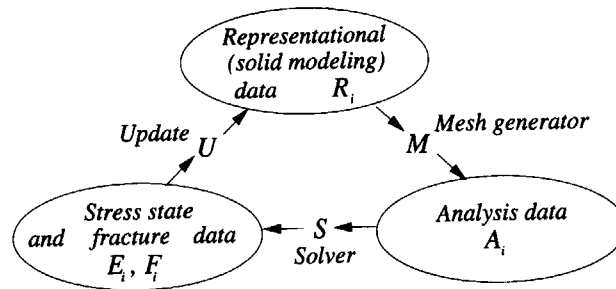 Representational
(solid modeling)
data R_i
Update U
M Mesh generator
Stress state
and fracture data
E_i, F_i
S
Solver
Analysis data
A_i